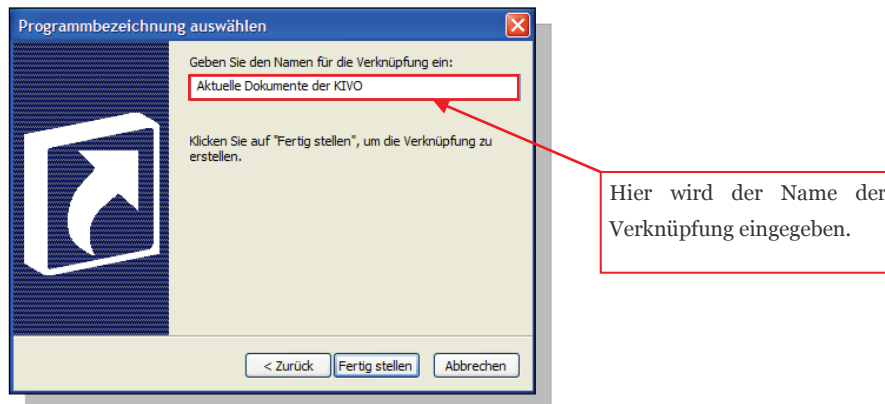 Programmbezeichnung auswählen
Geben Sie den Namen für die Verknüpfung ein:
Aktuelle Dokumente der KIVO
Klicken Sie auf "Fertig stellen", um die Verknüpfung zu
erstellen.
Hier wird der Name der
Verknüpfung eingegeben.
< Zurück Fertig stellen Abbrechen